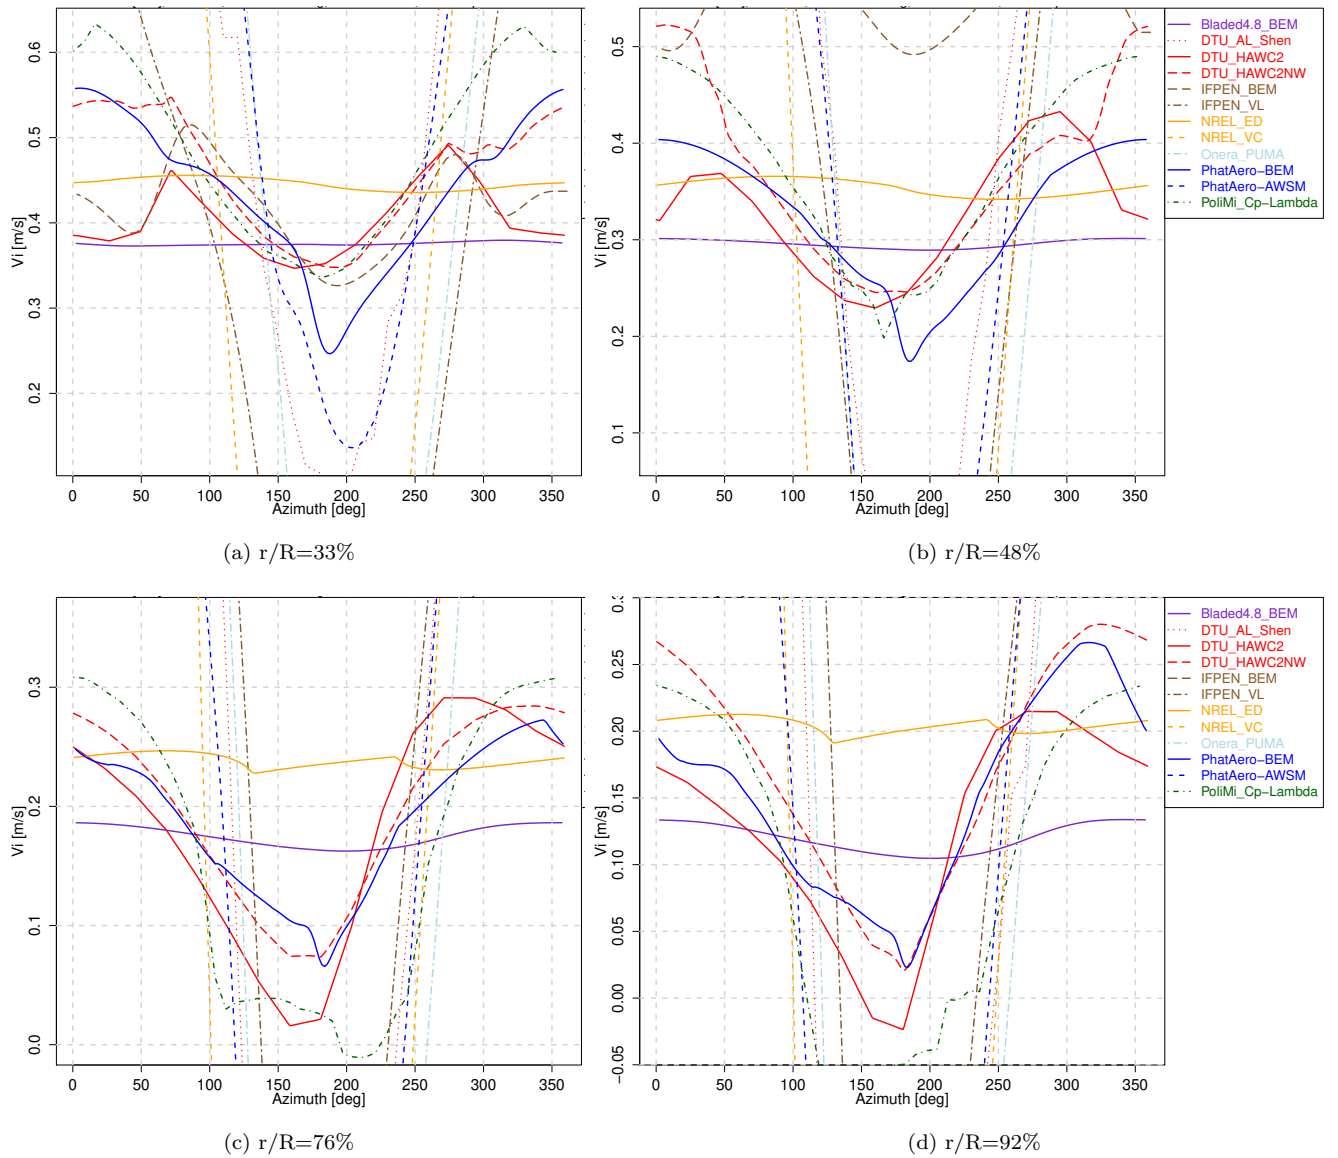 0.2 0.3 0.4 0.5 0.6
Vi [m/s]
0 50 100 150 200 250 300 350
Azimuth [deg]
(a) r/R=33%
0.1 0.2 0.3 0.4 0.5
Vi [m/s]
0 50 100 150 200 250 300 350
Azimuth [deg]
(b) r/R=48%
Bladed4.8_BEM
DTU_AL_Shen
DTU_HAWC2
DTU_HAWC2NW
IFPEN_BEM
IFPEN_VL
NREL_ED
NREL_VC
Onera_PUMA
PhatAero-BEM
PhatAero-AWSM
PoliMi_Cp-Lambda
0.0 0.1 0.2 0.3
Vi [m/s]
0 50 100 150 200 250 300 350
Azimuth [deg]
(c) r/R=76%
−0.05 0.00 0.05 0.10 0.15 0.20 0.25
Vi [m/s]
0 50 100 150 200 250 300 350
Azimuth [deg]
(d) r/R=92%
Bladed4.8_BEM
DTU_AL_Shen
DTU_HAWC2
DTU_HAWC2NW
IFPEN_BEM
IFPEN_VL
NREL_ED
NREL_VC
Onera_PUMA
PhatAero-BEM
PhatAero-AWSM
PoliMi_Cp-Lambda